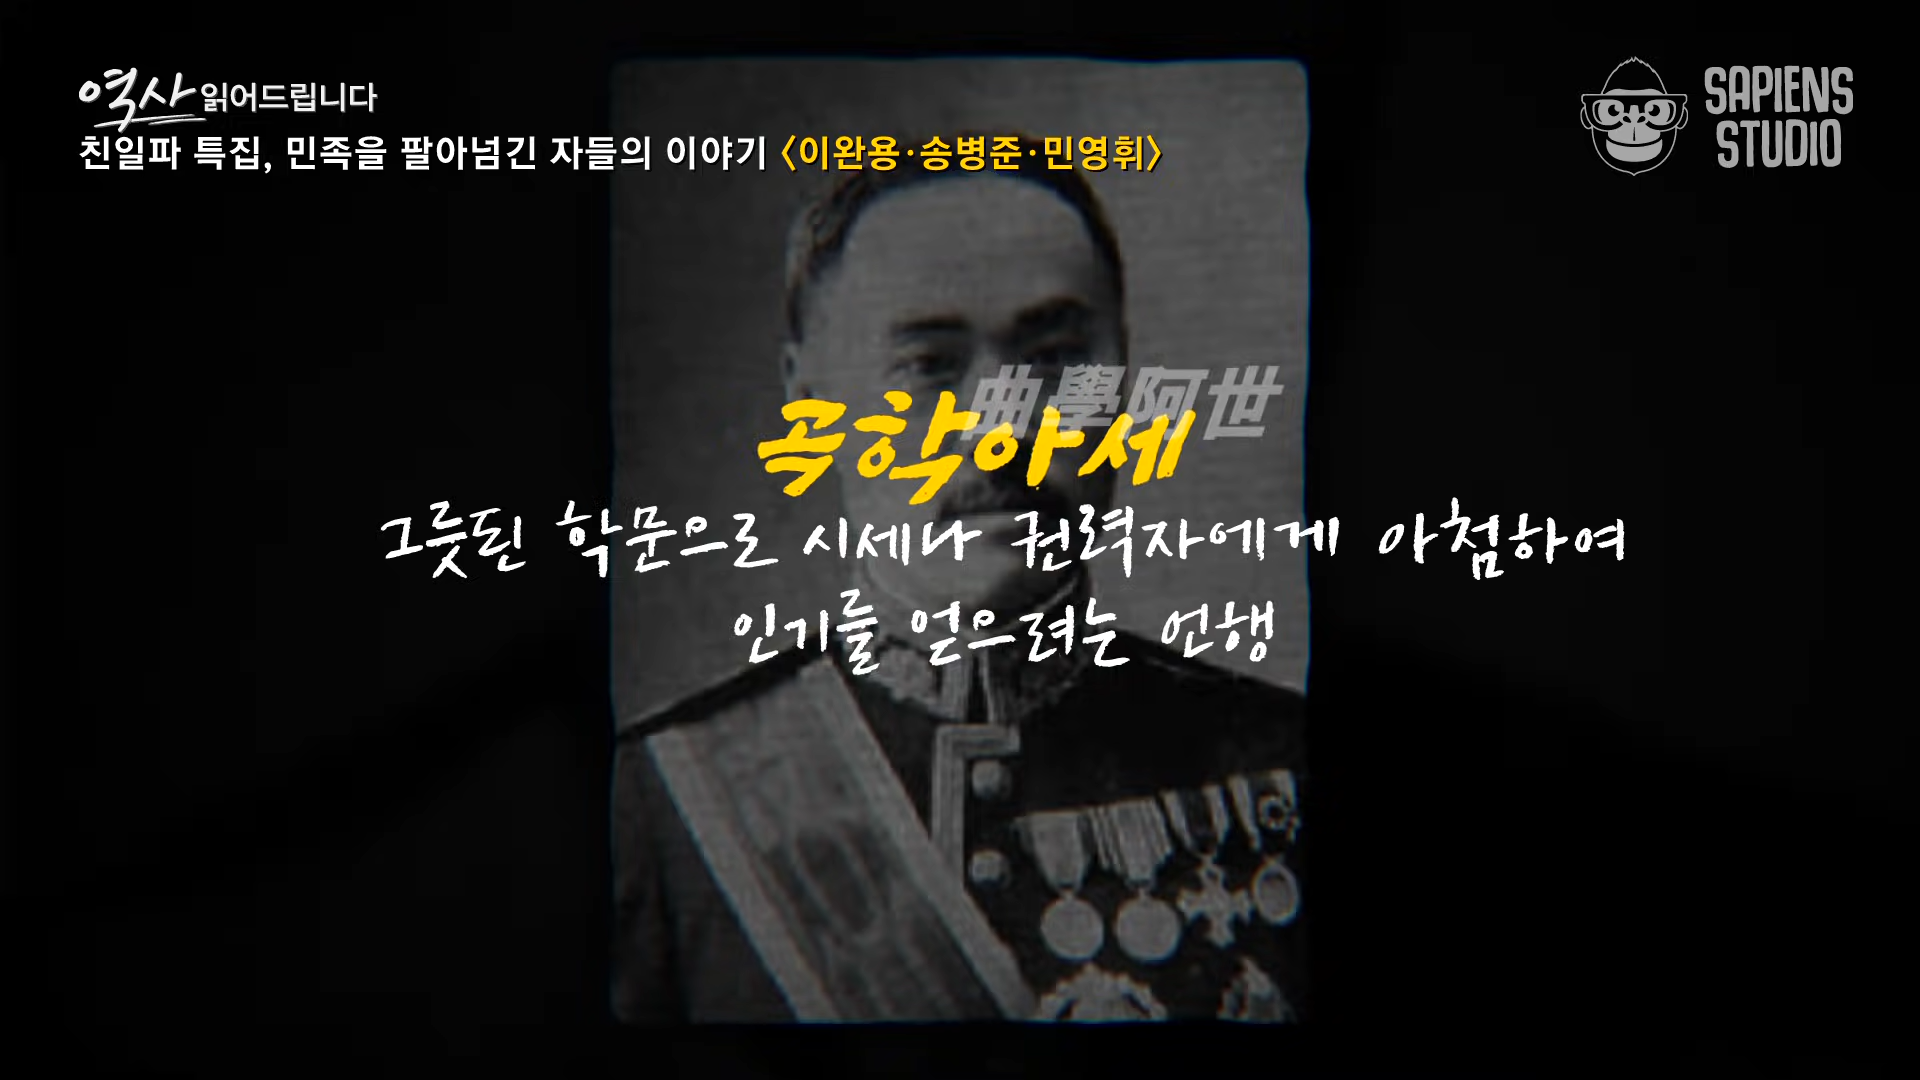 역사 읽어드립니다
친일파 특집, 민족을 팔아넘긴 자들의 이야기 〈이완용·송병준·민영휘〉
SAPIENS
STUDIO
曲學阿世
곡학아세
그릇된 학문으로 시세나 권력자에게 아첨하여
인기를 얻으려는 언행